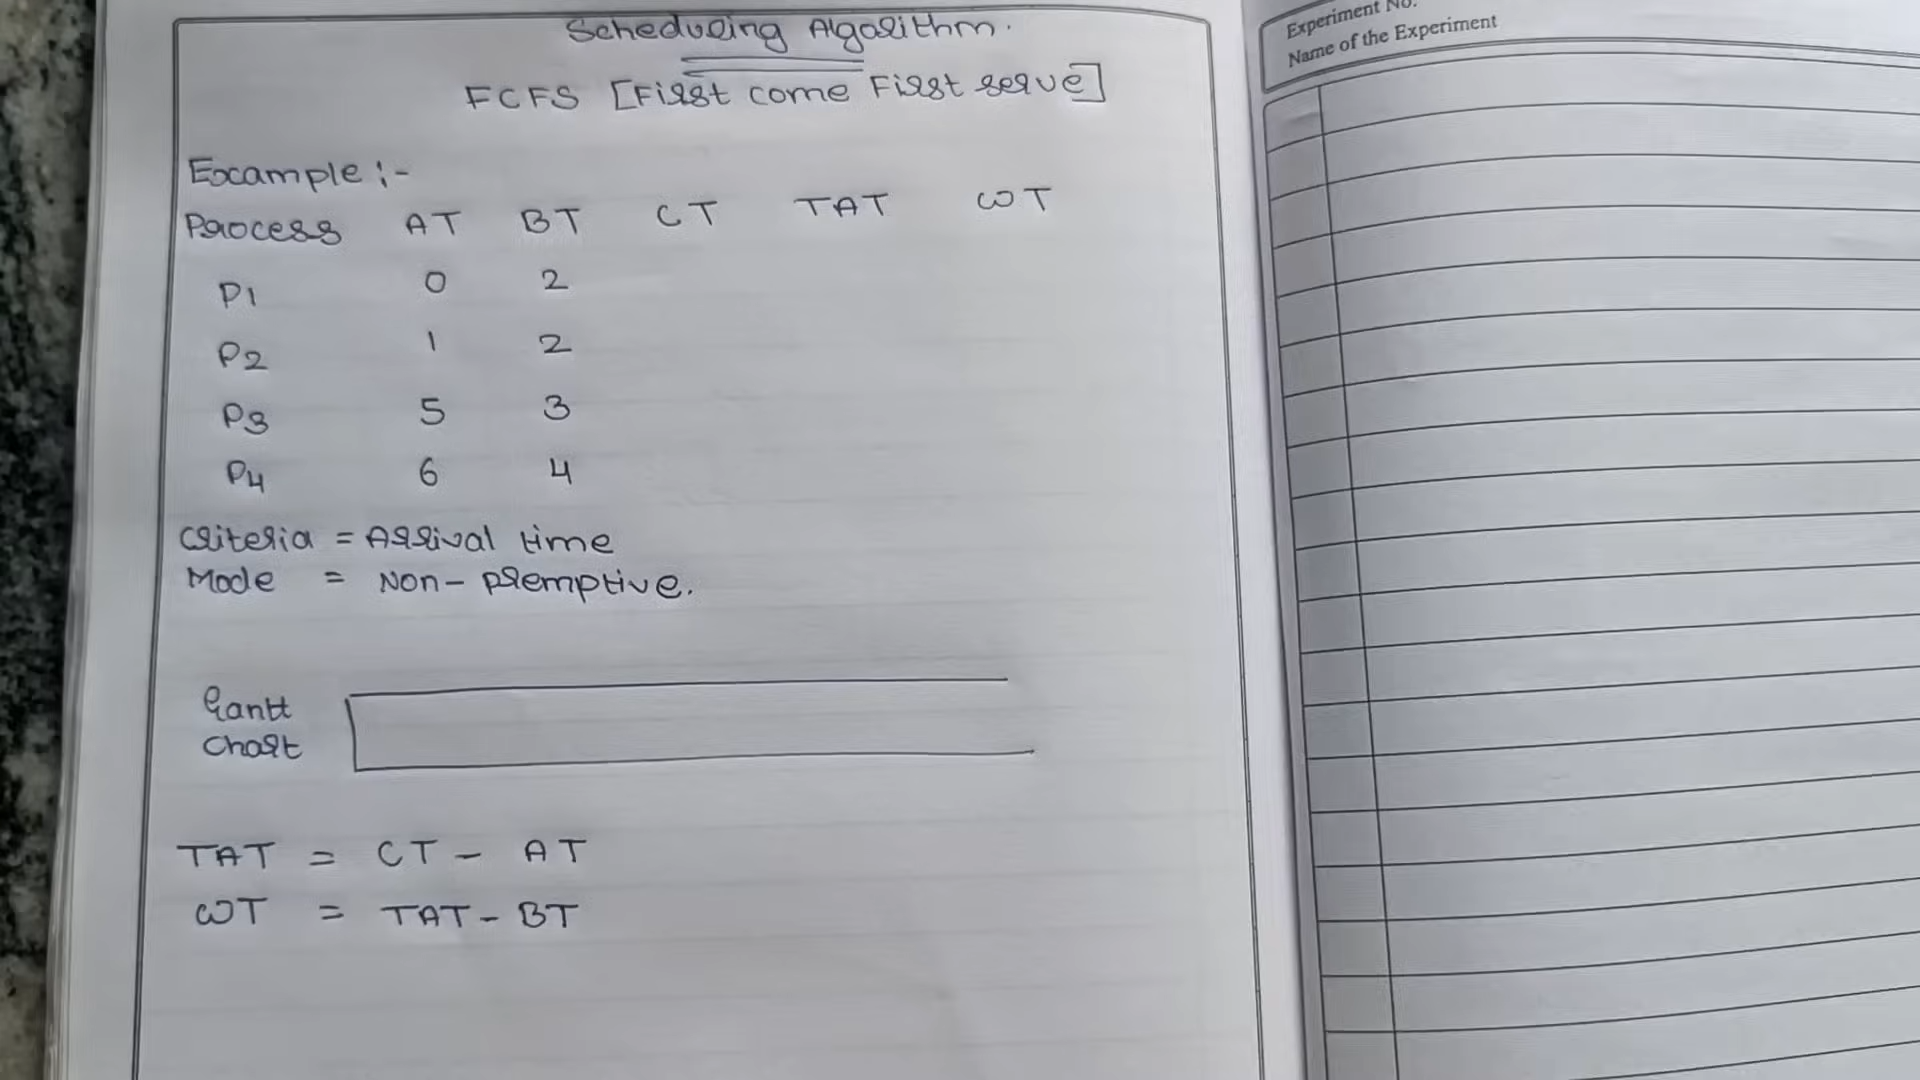 Scheduling Algorithm.
FCFS [First come First serve]
Example :-
Process AT BT CT TAT WT
P1 0 2
P2 1 2
P3 5 3
P4 6 4
Criteria = Arrival time
Mode = Non-premptive.
Gantt
Chart
TAT = CT - AT
WT = TAT - BT
Experiment No.
Name of the Experiment